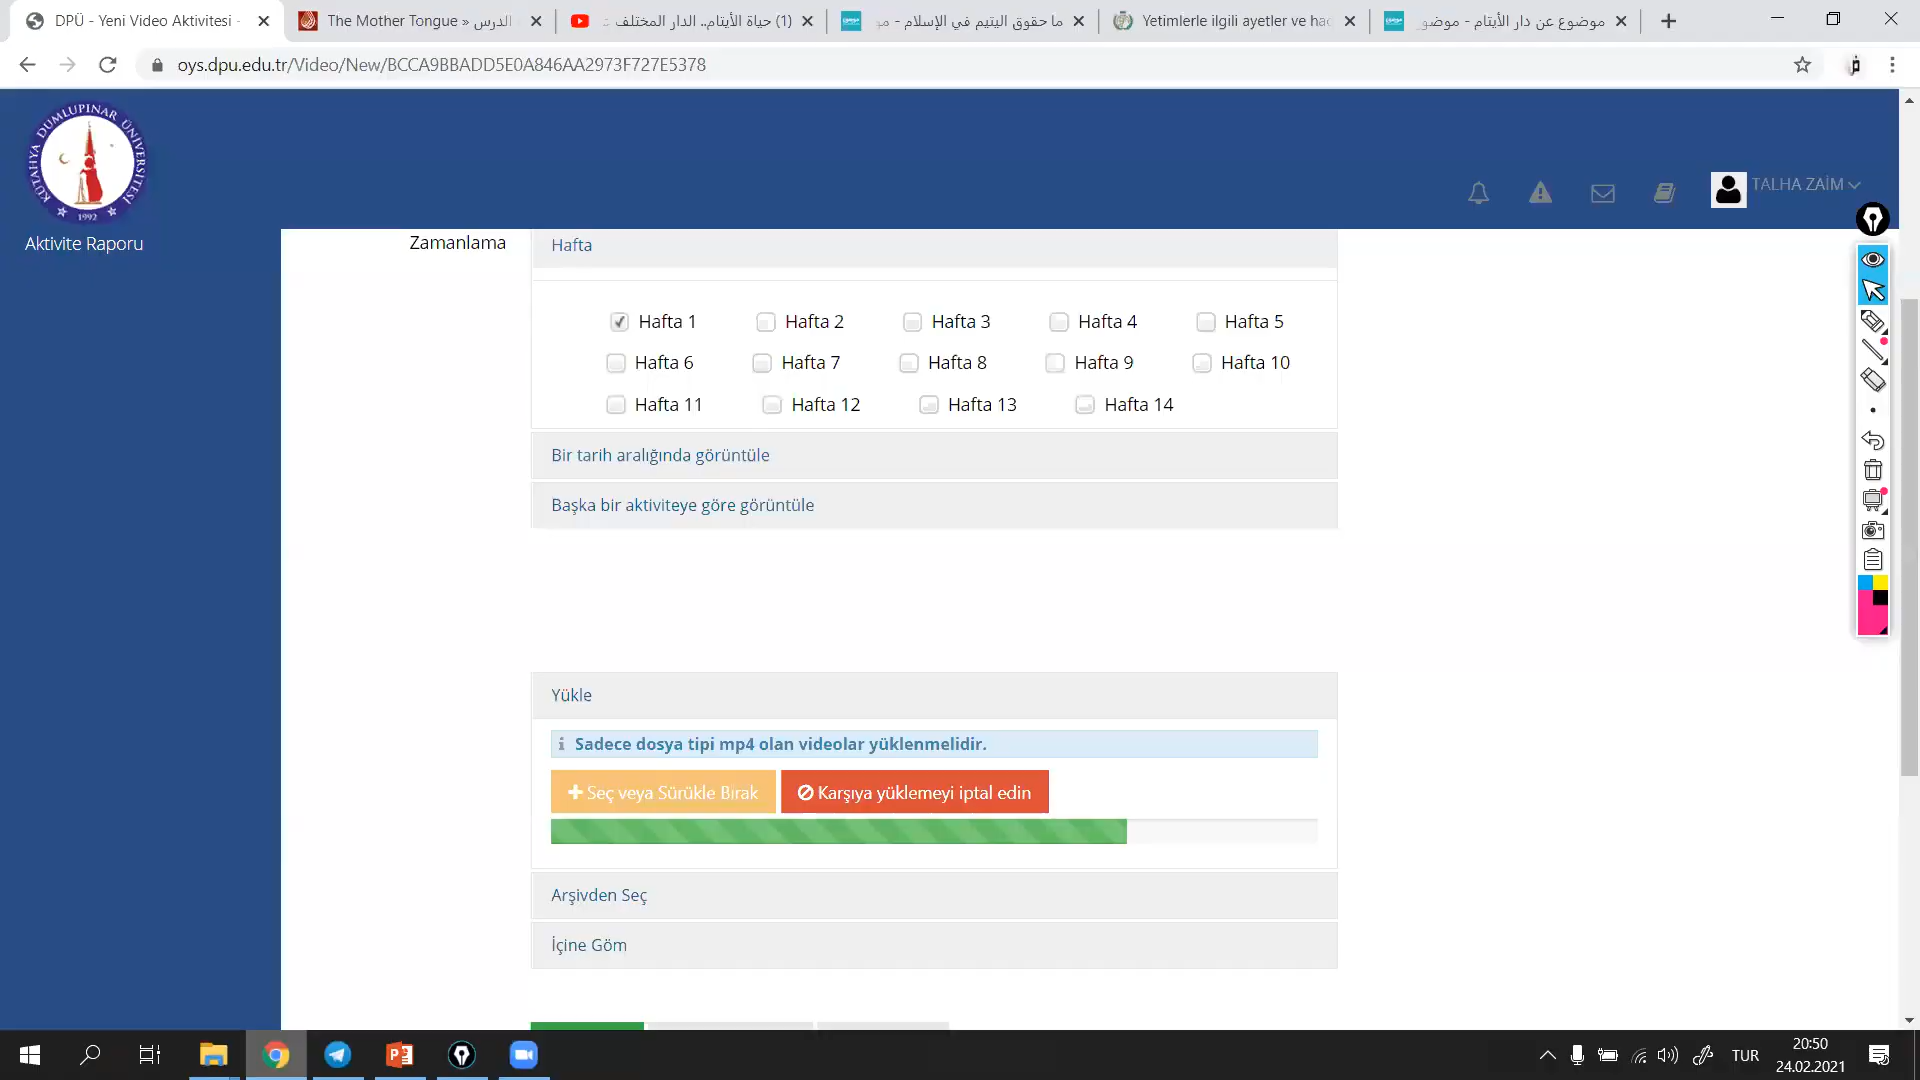 DPÜ - Yeni Video Aktivitesi -
The Mother Tongue » الدرس
(1) حياة الأيتام.. الدار المختلف
ما حقوق اليتيم في الإسلام - مو
Yetimlerle ilgili ayetler ve ha
موضوع عن دار الأيتام - موضو
oys.dpu.edu.tr/Video/New/BCCA9BBADD5E0A846AA2973F727E5378
KÜTAHYA DUMLUPINAR ÜNİVERSİTESİ
1992
TALHA ZAİM
Aktivite Raporu
Zamanlama
Hafta
Hafta 1
Hafta 2
Hafta 3
Hafta 4
Hafta 5
Hafta 6
Hafta 7
Hafta 8
Hafta 9
Hafta 10
Hafta 11
Hafta 12
Hafta 13
Hafta 14
Bir tarih aralığında görüntüle
Başka bir aktiviteye göre görüntüle
Yükle
Sadece dosya tipi mp4 olan videolar yüklenmelidir.
Seç veya Sürükle Bırak
Karşıya yüklemeyi iptal edin
Arşivden Seç
İçine Göm
TUR
20:50
24.02.2021